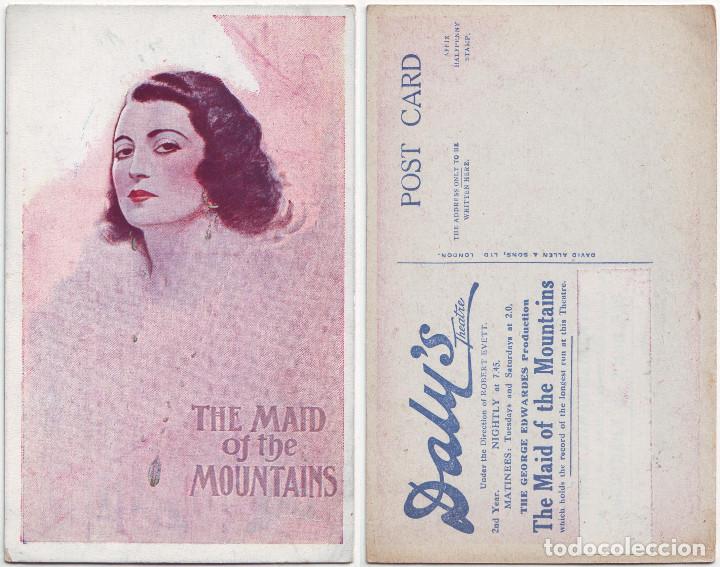 THE MAID
of the
MOUNTAINS
POST CARD
AFFIX
HALFPENNY
STAMP.
THE ADDRESS ONLY TO BE
WRITTEN HERE.
DAVID ALLEN & SONS, LTD LONDON.
Daly's
Theatre
Under the Direction of ROBERT EVETT.
2nd Year. NIGHTLY at 7.45.
MATINEES: Tuesdays and Saturdays at 2.0.
THE GEORGE EDWARDES Production
The Maid of the Mountains
which holds the record of the longest run at this Theatre.
todocoleccion